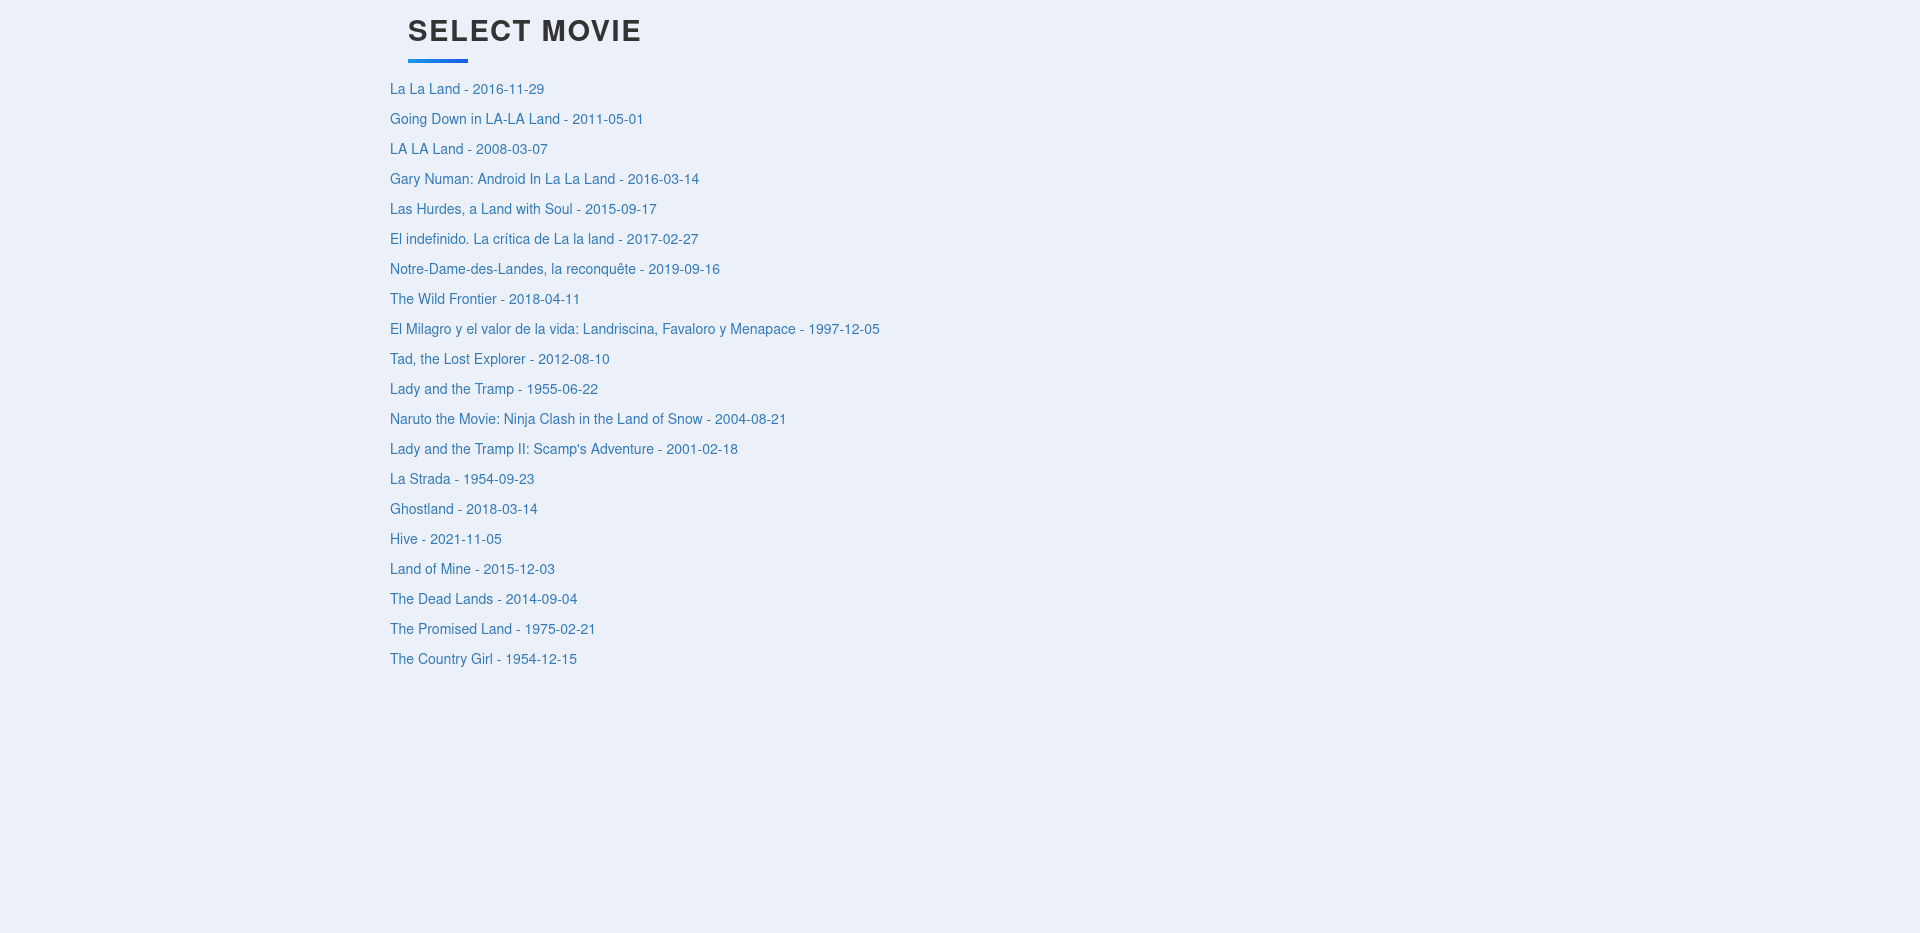 SELECT MOVIE
La La Land - 2016-11-29
Going Down in LA-LA Land - 2011-05-01
LA LA Land - 2008-03-07
Gary Numan: Android In La La Land - 2016-03-14
Las Hurdes, a Land with Soul - 2015-09-17
El indefinido. La crítica de La la land - 2017-02-27
Notre-Dame-des-Landes, la reconquête - 2019-09-16
The Wild Frontier - 2018-04-11
El Milagro y el valor de la vida: Landriscina, Favaloro y Menapace - 1997-12-05
Tad, the Lost Explorer - 2012-08-10
Lady and the Tramp - 1955-06-22
Naruto the Movie: Ninja Clash in the Land of Snow - 2004-08-21
Lady and the Tramp II: Scamp's Adventure - 2001-02-18
La Strada - 1954-09-23
Ghostland - 2018-03-14
Hive - 2021-11-05
Land of Mine - 2015-12-03
The Dead Lands - 2014-09-04
The Promised Land - 1975-02-21
The Country Girl - 1954-12-15